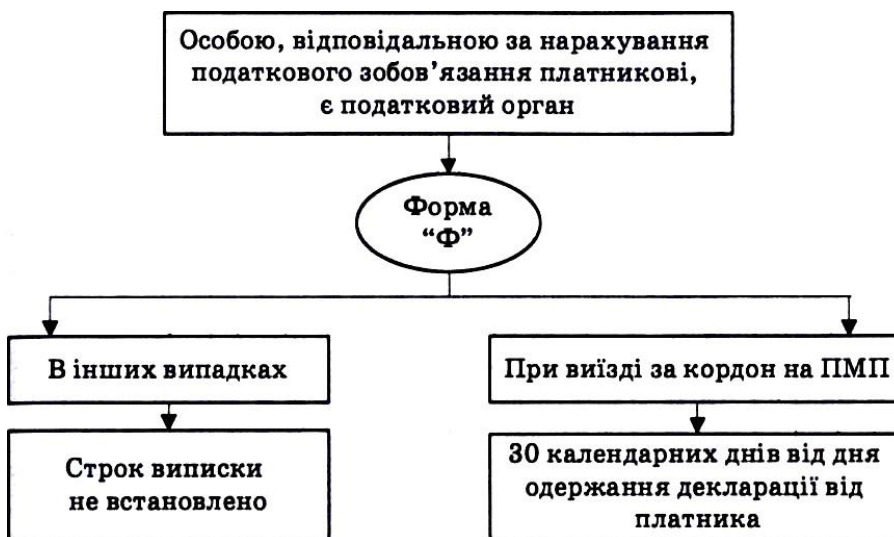 Особою, відповідальною за нарахування
податкового зобов’язання платникові,
є податковий орган
Форма
“Ф”
В інших випадках
Строк виписки
не встановлено
При виїзді за кордон на ПМП
30 календарних днів від дня
одержання декларації від
платника